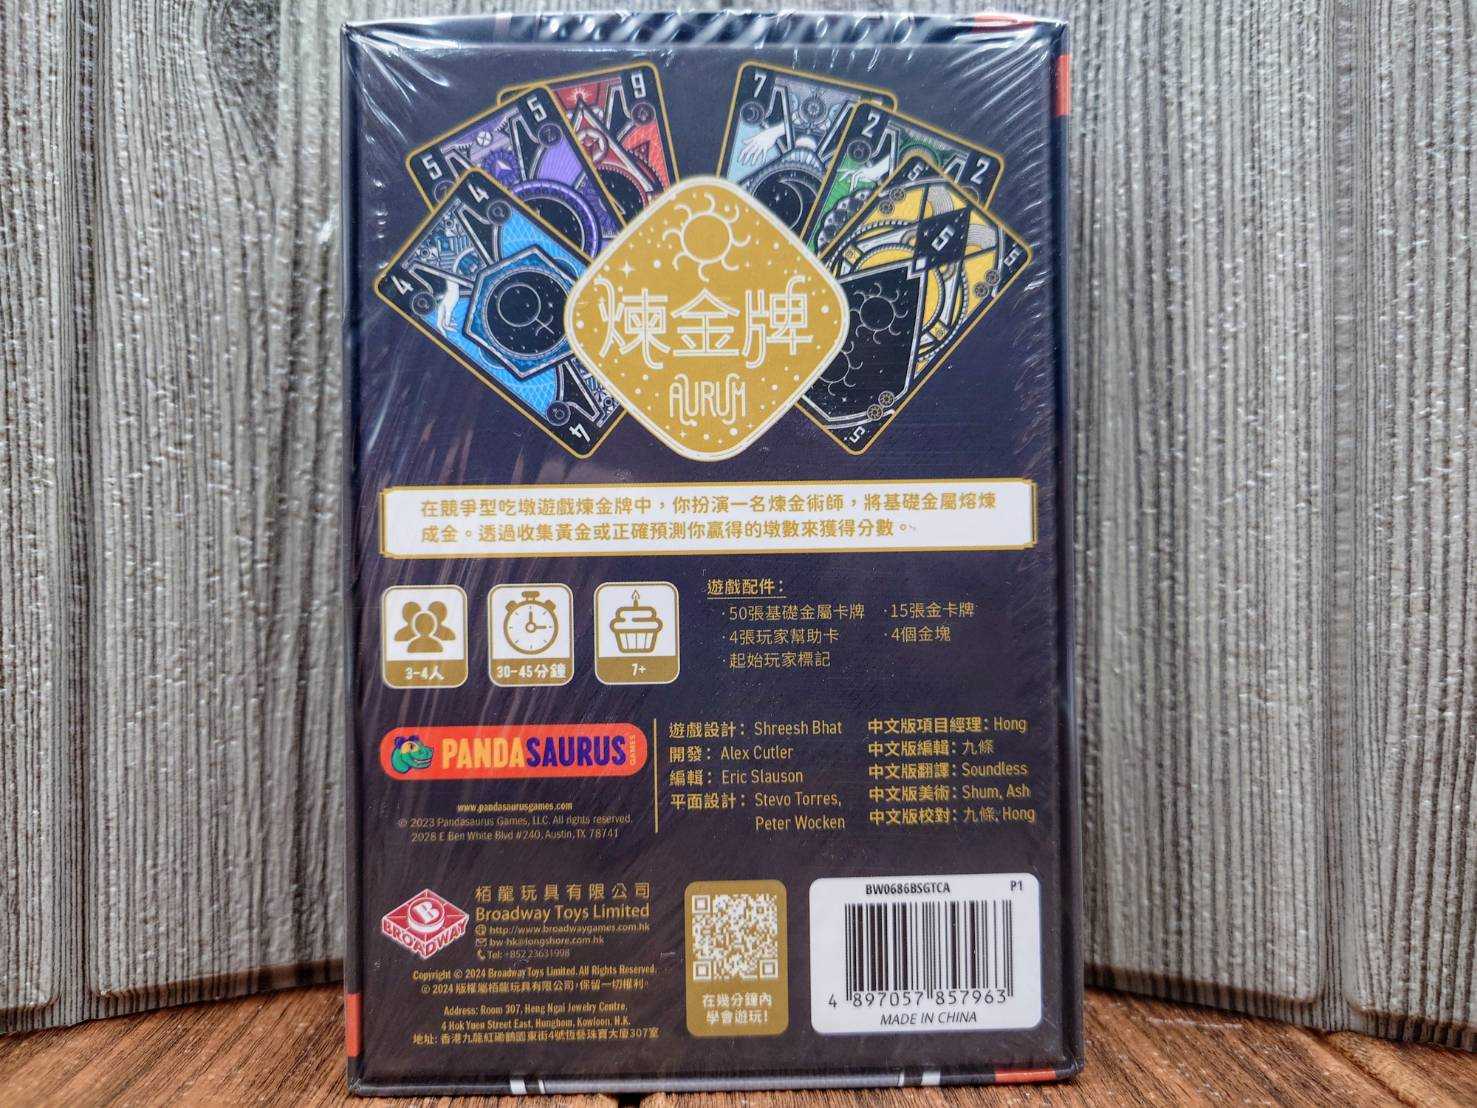 5 5
9
7
2 2
4 4
5 5
5
4
5
煉金牌
AURUM
在競爭型吃墩遊戲煉金牌中，你扮演一名煉金術師，將基礎金屬熔煉
成金。透過收集黃金或正確預測你贏得的墩數來獲得分數。
3-4人
30-45分鐘
7+
遊戲配件：
·50張基礎金屬卡牌 ·15張金卡牌
·4張玩家幫助卡 ·4個金塊
·起始玩家標記
PANDASAURUS GAMES
www.pandasaurusgames.com
© 2023 Pandasaurus Games, LLC. All rights reserved.
2028 E Ben White Blvd #240, Austin, TX 78741
遊戲設計：Shreesh Bhat
開發：Alex Cutler
編輯：Eric Slauson
平面設計：Stevo Torres,
Peter Wocken
中文版項目經理：Hong
中文版編輯：九條
中文版翻譯：Soundless
中文版美術：Shum, Ash
中文版校對：九條, Hong
B
BROADWAY
栢龍玩具有限公司
Broadway Toys Limited
http://www.broadwaygames.com.hk
bw-hk@longshore.com.hk
Tel: +852 23631998
Copyright © 2024 Broadway Toys Limited. All Rights Reserved.
© 2024 版權屬栢龍玩具有限公司，保留一切權利。
Address: Room 307, Heng Ngai Jewelry Centre,
4 Hok Yuen Street East, Hunghom, Kowloon, H.K.
地址: 香港九龍紅磡鶴園東街4號恆藝珠寶大廈307室
在幾分鐘內
學會遊玩！
BW0686BSGTCA P1
4 897057 857963
MADE IN CHINA